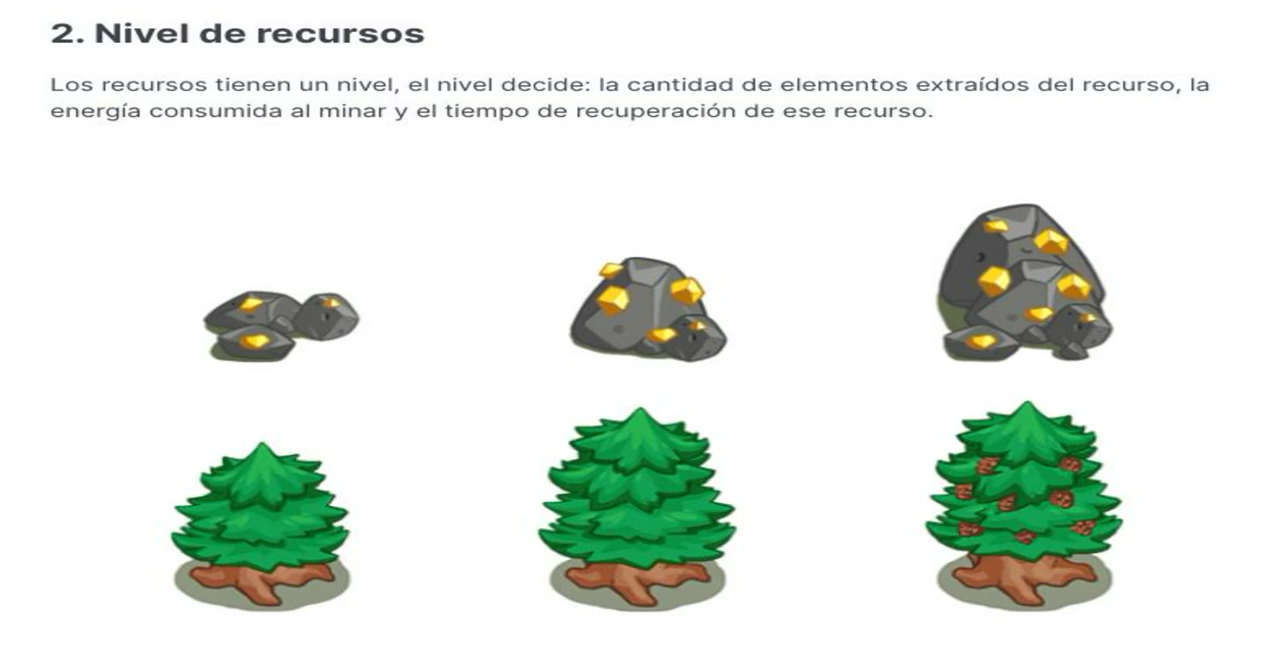 2. Nivel de recursos
Los recursos tienen un nivel, el nivel decide: la cantidad de elementos extraídos del recurso, la
energía consumida al minar y el tiempo de recuperación de ese recurso.